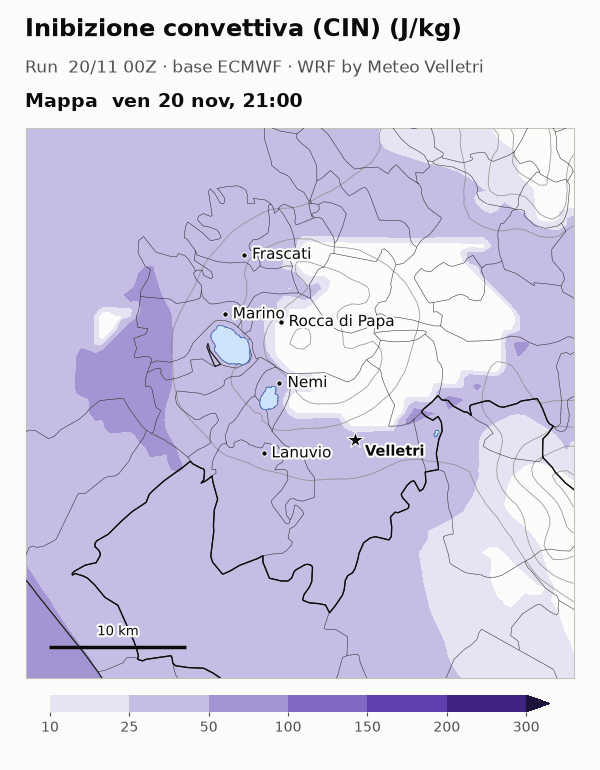 Inibizione convettiva (CIN) (J/kg)
Run  20/11 00Z · base ECMWF · WRF by Meteo Velletri
Mappa  ven 20 nov, 21:00
Frascati
Marino
Rocca di Papa
Nemi
Lanuvio
Velletri
10 km
10 25 50 100 150 200 300